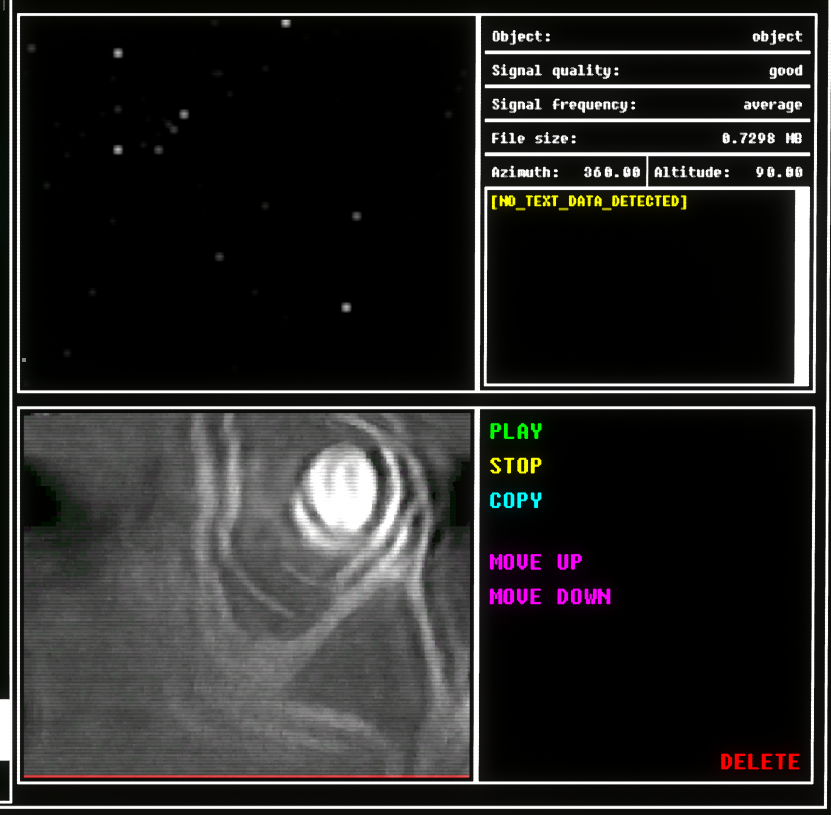 Object: object
Signal quality: good
Signal frequency: average
File size: 0.7298 MB
Azimuth: 360.00 Altitude: 90.00
[NO_TEXT_DATA_DETECTED]
PLAY
STOP
COPY
MOVE UP
MOVE DOWN
DELETE